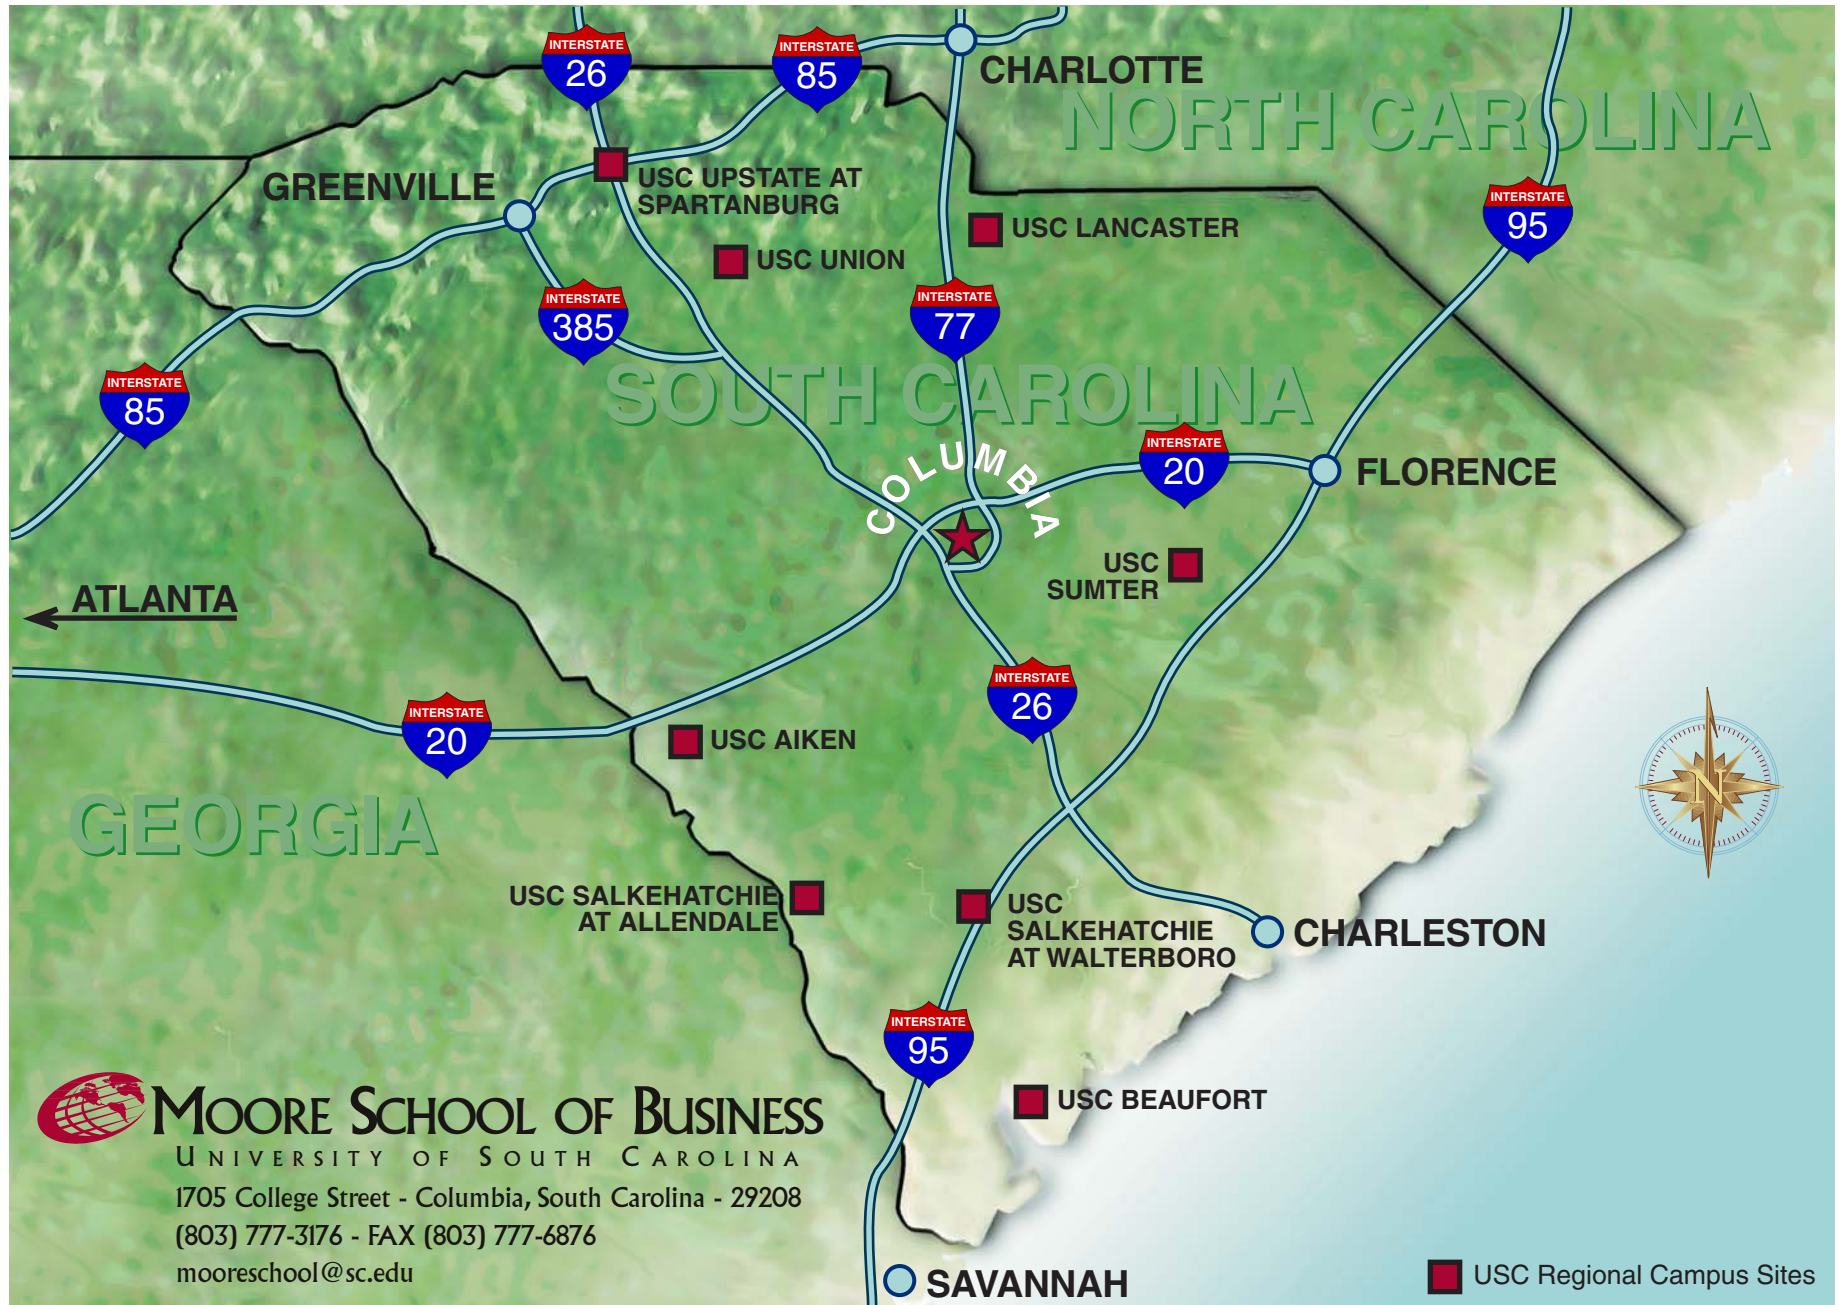 INTERSTATE
26
INTERSTATE
85
CHARLOTTE
NORTH CAROLINA
GREENVILLE
USC UPSTATE AT
SPARTANBURG
INTERSTATE
95
USC LANCASTER
USC UNION
INTERSTATE
385
INTERSTATE
77
SOUTH CAROLINA
INTERSTATE
85
COLUMBIA
INTERSTATE
20
FLORENCE
USC
SUMTER
ATLANTA
INTERSTATE
26
INTERSTATE
20
USC AIKEN
N
GEORGIA
USC SALKEHATCHIE
AT ALLENDALE
USC
SALKEHATCHIE
AT WALTERBORO
CHARLESTON
INTERSTATE
95
USC BEAUFORT
MOORE SCHOOL OF BUSINESS
UNIVERSITY OF SOUTH CAROLINA
1705 College Street - Columbia, South Carolina - 29208
(803) 777-3176 - FAX (803) 777-6876
mooreschool@sc.edu
SAVANNAH
USC Regional Campus Sites